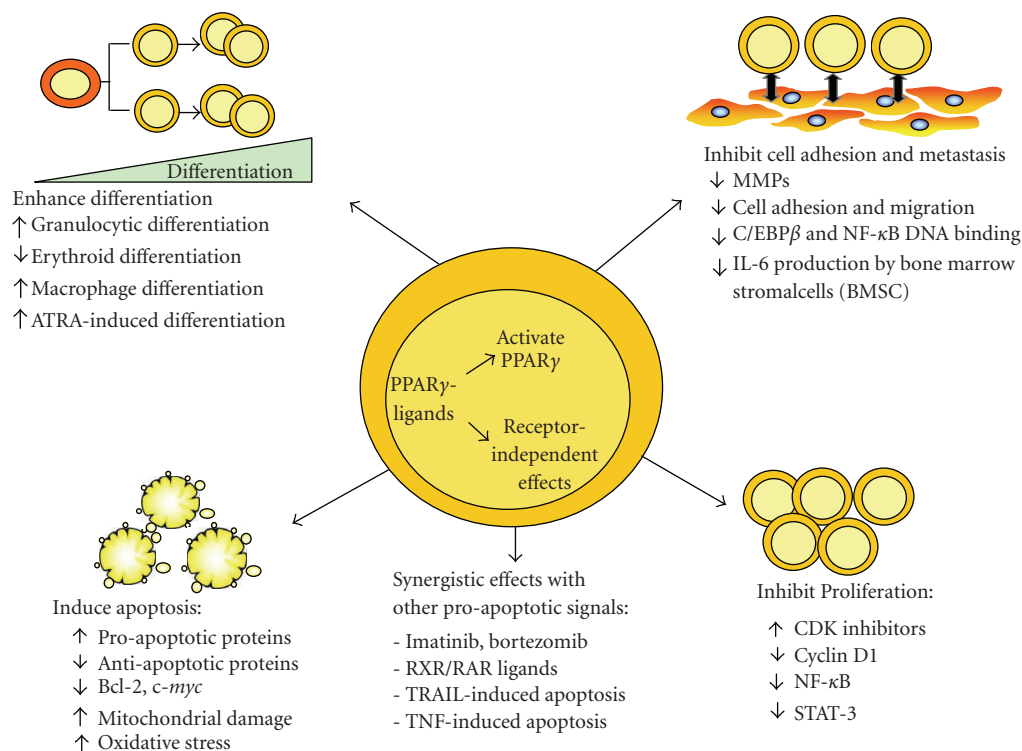 Differentiation
Enhance differentiation
↑ Granulocytic differentiation
↓ Erythroid differentiation
↑ Macrophage differentiation
↑ ATRA-induced differentiation
Inhibit cell adhesion and metastasis
↓ MMPs
↓ Cell adhesion and migration
↓ C/EBPβ and NF-κB DNA binding
↓ IL-6 production by bone marrow
stromalcells (BMSC)
Activate
PPARγ
PPARγ-
ligands
Receptor-
independent
effects
Induce apoptosis:
↑ Pro-apoptotic proteins
↓ Anti-apoptotic proteins
↓ Bcl-2, c-myc
↑ Mitochondrial damage
↑ Oxidative stress
Synergistic effects with
other pro-apoptotic signals:
- Imatinib, bortezomib
- RXR/RAR ligands
- TRAIL-induced apoptosis
- TNF-induced apoptosis
Inhibit Proliferation:
↑ CDK inhibitors
↓ Cyclin D1
↓ NF-κB
↓ STAT-3